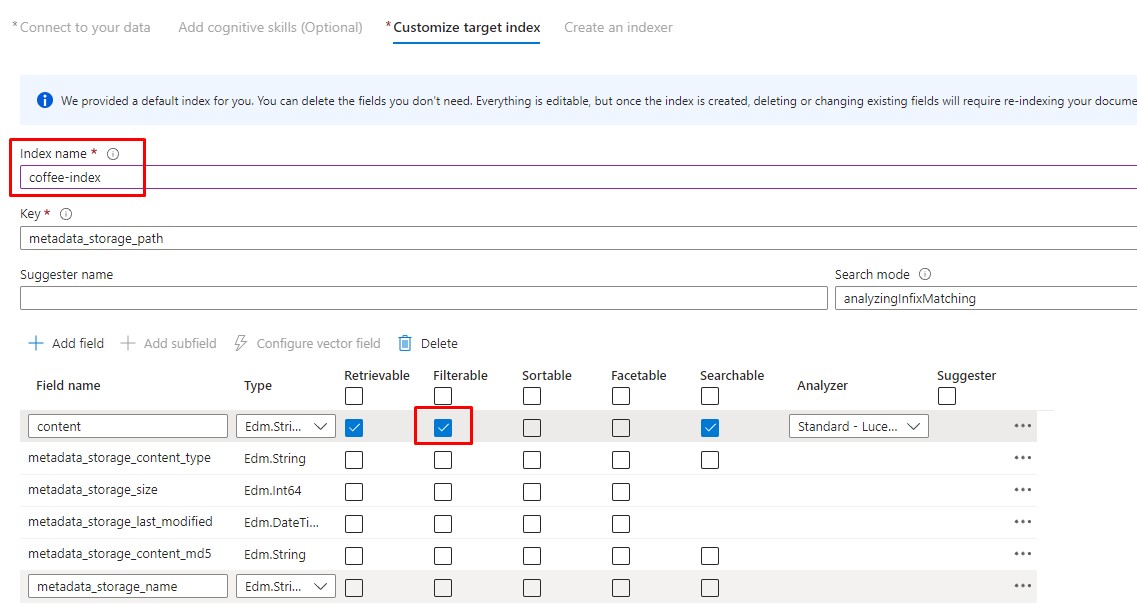 * Connect to your data Add cognitive skills (Optional) * Customize target index Create an indexer
We provided a default index for you. You can delete the fields you don't need. Everything is editable, but once the index is created, deleting or changing existing fields will require re-indexing your docume
Index name *
coffee-index
Key *
metadata_storage_path
Suggester name Search mode
analyzingInfixMatching
Add field Add subfield Configure vector field Delete
Field name Type Retrievable Filterable Sortable Facetable Searchable Analyzer Suggester
content Edm.Stri... Standard - Luce... ...
metadata_storage_content_type Edm.String ...
metadata_storage_size Edm.Int64 ...
metadata_storage_last_modified Edm.DateTi... ...
metadata_storage_content_md5 Edm.String ...
metadata_storage_name Edm.Stri... ...